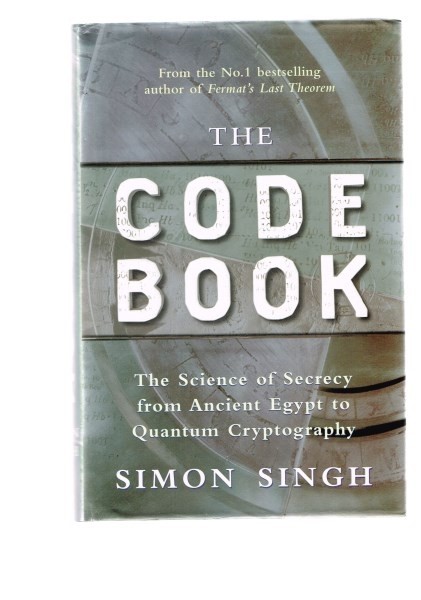 From the No.1 bestselling
author of Fermat's Last Theorem
THE
CODE
BOOK
The Science of Secrecy
from Ancient Egypt to
Quantum Cryptography
SIMON SINGH